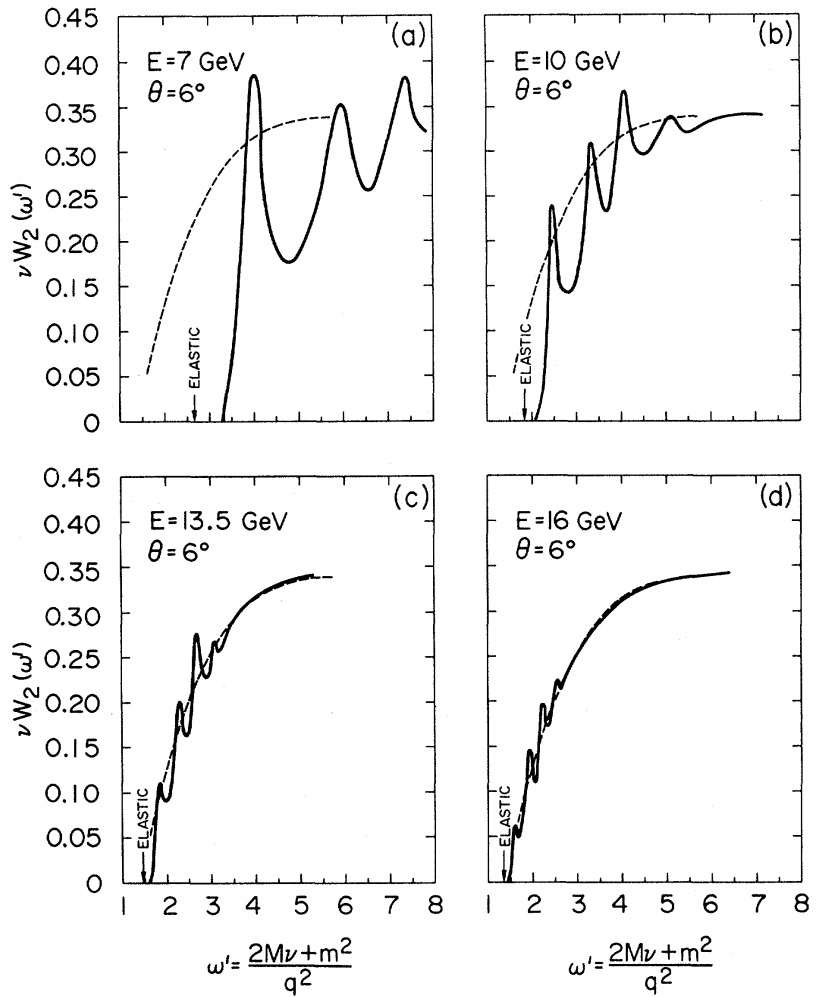 (a)
E=7 GeV
θ=6°
0.45
0.40
0.35
0.30
0.25
0.20
0.15
0.10
0.05
0
νW₂(ω')
ELASTIC
(b)
E=10 GeV
θ=6°
ELASTIC
(c)
E=13.5 GeV
θ=6°
0.45
0.40
0.35
0.30
0.25
0.20
0.15
0.10
0.05
0
νW₂(ω')
ELASTIC
1 2 3 4 5 6 7 8
ω'= 2Mν+m² / q²
(d)
E=16 GeV
θ=6°
ELASTIC
1 2 3 4 5 6 7 8
ω'= 2Mν+m² / q²